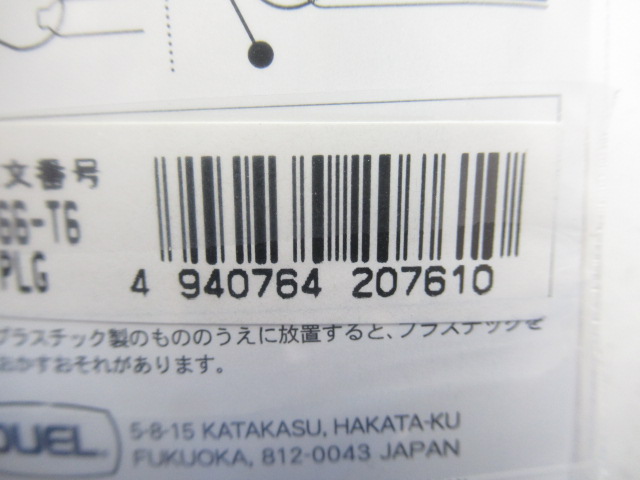 文番号
66-T6
PLG
4 940764 207610
プラスチック製のもののうえに放置すると、プラスチックを
おかすおそれがあります。
DUEL
5-8-15 KATAKASU, HAKATA-KU
FUKUOKA, 812-0043 JAPAN